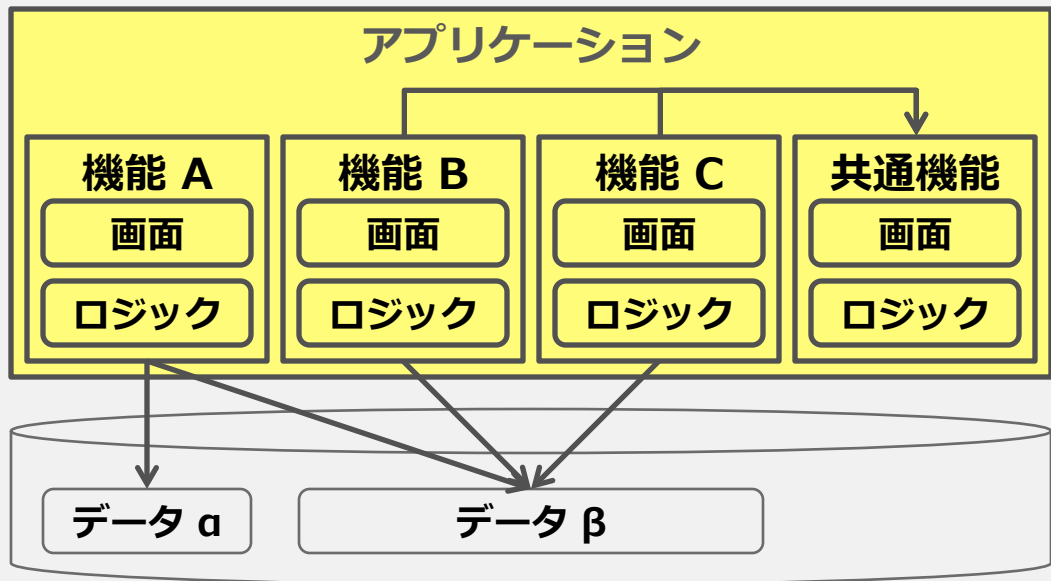 アプリケーション
機能 A
画面
ロジック
機能 B
画面
ロジック
機能 C
画面
ロジック
共通機能
画面
ロジック
データ α
データ β